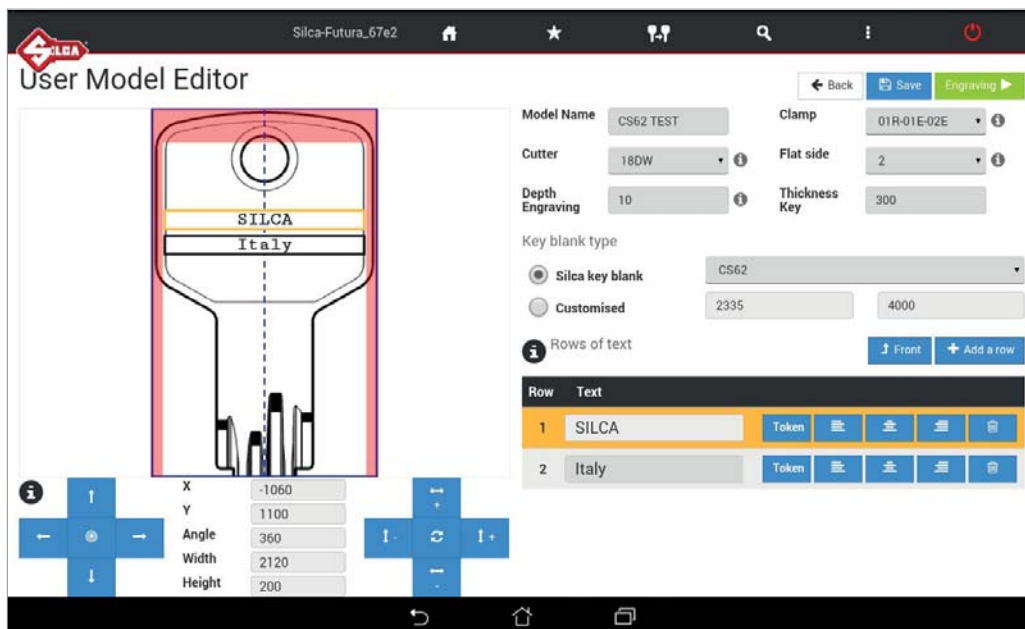 Silca-Futura_67e2
SILCA
User Model Editor
Back
Save
Engraving
SILCA
Italy
Model Name
CS62 TEST
Clamp
01R-01E-02E
Cutter
18DW
Flat side
2
Depth Engraving
10
Thickness Key
300
Key blank type
Silca key blank
CS62
Customised
2335
4000
Rows of text
Front
Add a row
Row Text
1 SILCA Token
2 Italy Token
X -1060
Y 1100
Angle 360
Width 2120
Height 200
+
-
+
-